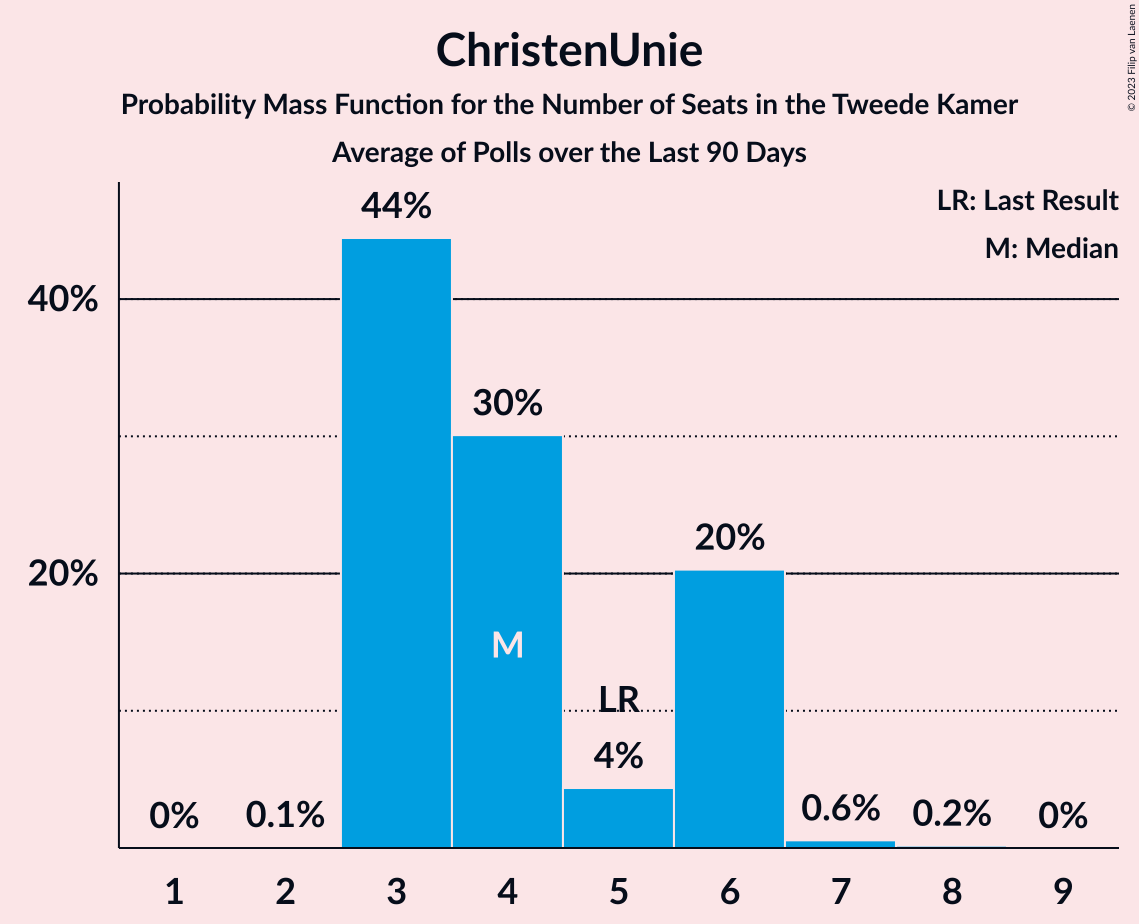 ChristenUnie
Probability Mass Function for the Number of Seats in the Tweede Kamer
Average of Polls over the Last 90 Days
© 2023 Filip van Laenen
LR: Last Result
M: Median
44%
40%
30%
20%
20%
M
LR
4%
0%
0.1%
0.6%
0.2%
0%
1 2 3 4 5 6 7 8 9